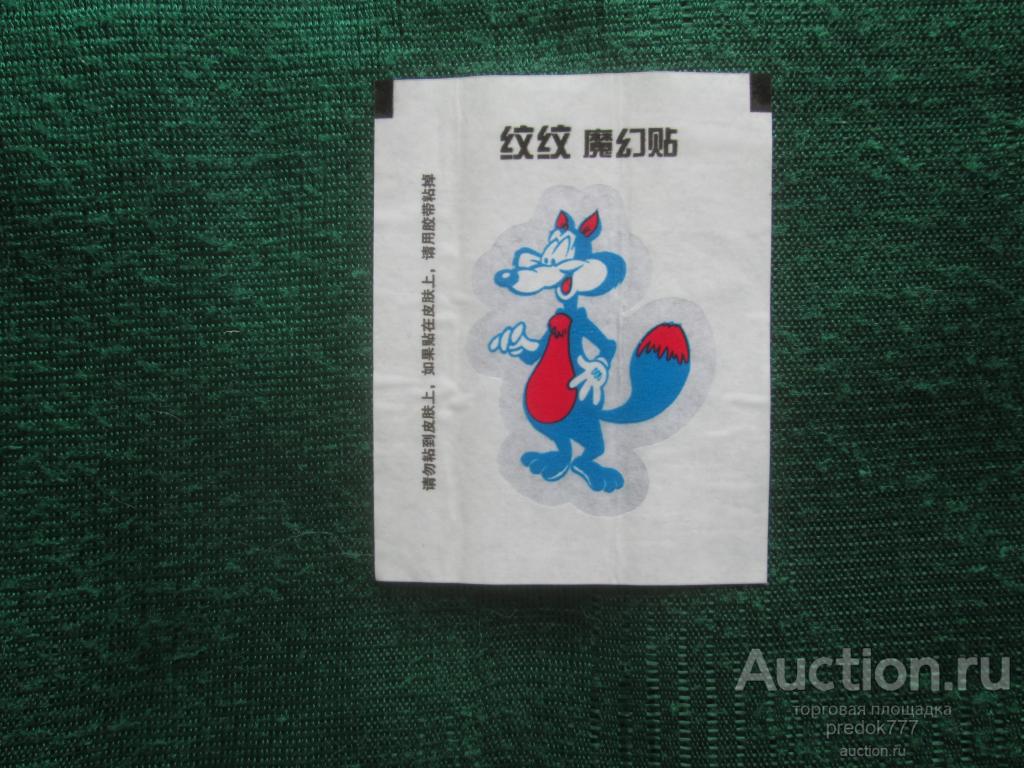 纹纹 魔幻贴
请勿粘到皮肤上，如果贴在皮肤上，请用胶带粘掉
Auction.ru
торговая площадка
predok777
auction.ru